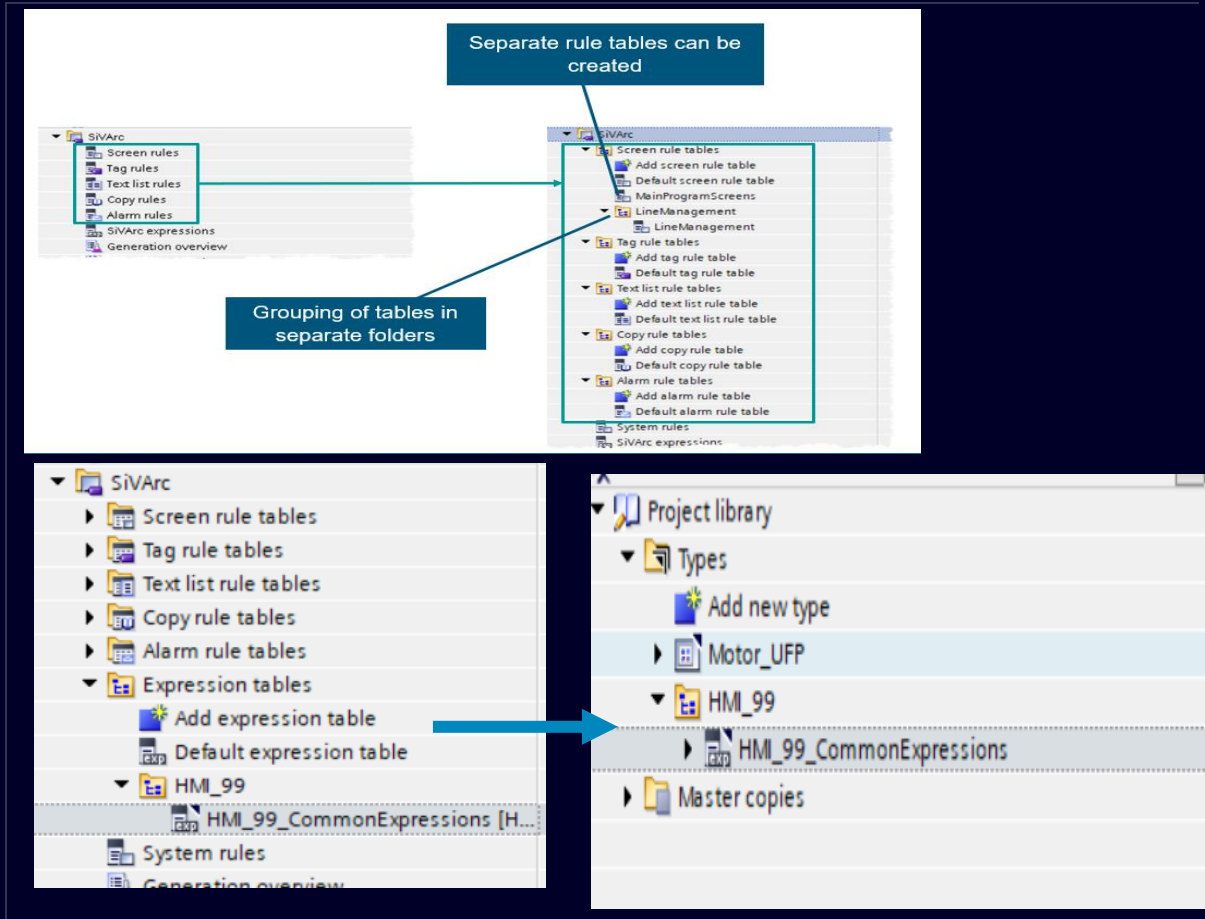 Separate rule tables can be
created
SiVArc
Screen rules
Tag rules
Text list rules
Copy rules
Alarm rules
SiVArc expressions
Generation overview
Grouping of tables in
separate folders
SiVArc
Screen rule tables
Add screen rule table
Default screen rule table
MainProgramScreens
LineManagement
LineManagement
Tag rule tables
Add tag rule table
Default tag rule table
Text list rule tables
Add text list rule table
Default text list rule table
Copy rule tables
Add copy rule table
Default copy rule table
Alarm rule tables
Add alarm rule table
Default alarm rule table
System rules
SiVArc expressions
SiVArc
Screen rule tables
Tag rule tables
Text list rule tables
Copy rule tables
Alarm rule tables
Expression tables
Add expression table
Default expression table
HMI_99
HMI_99_CommonExpressions [H...
System rules
Generation overview
Project library
Types
Add new type
Motor_UFP
HMI_99
HMI_99_CommonExpressions
Master copies